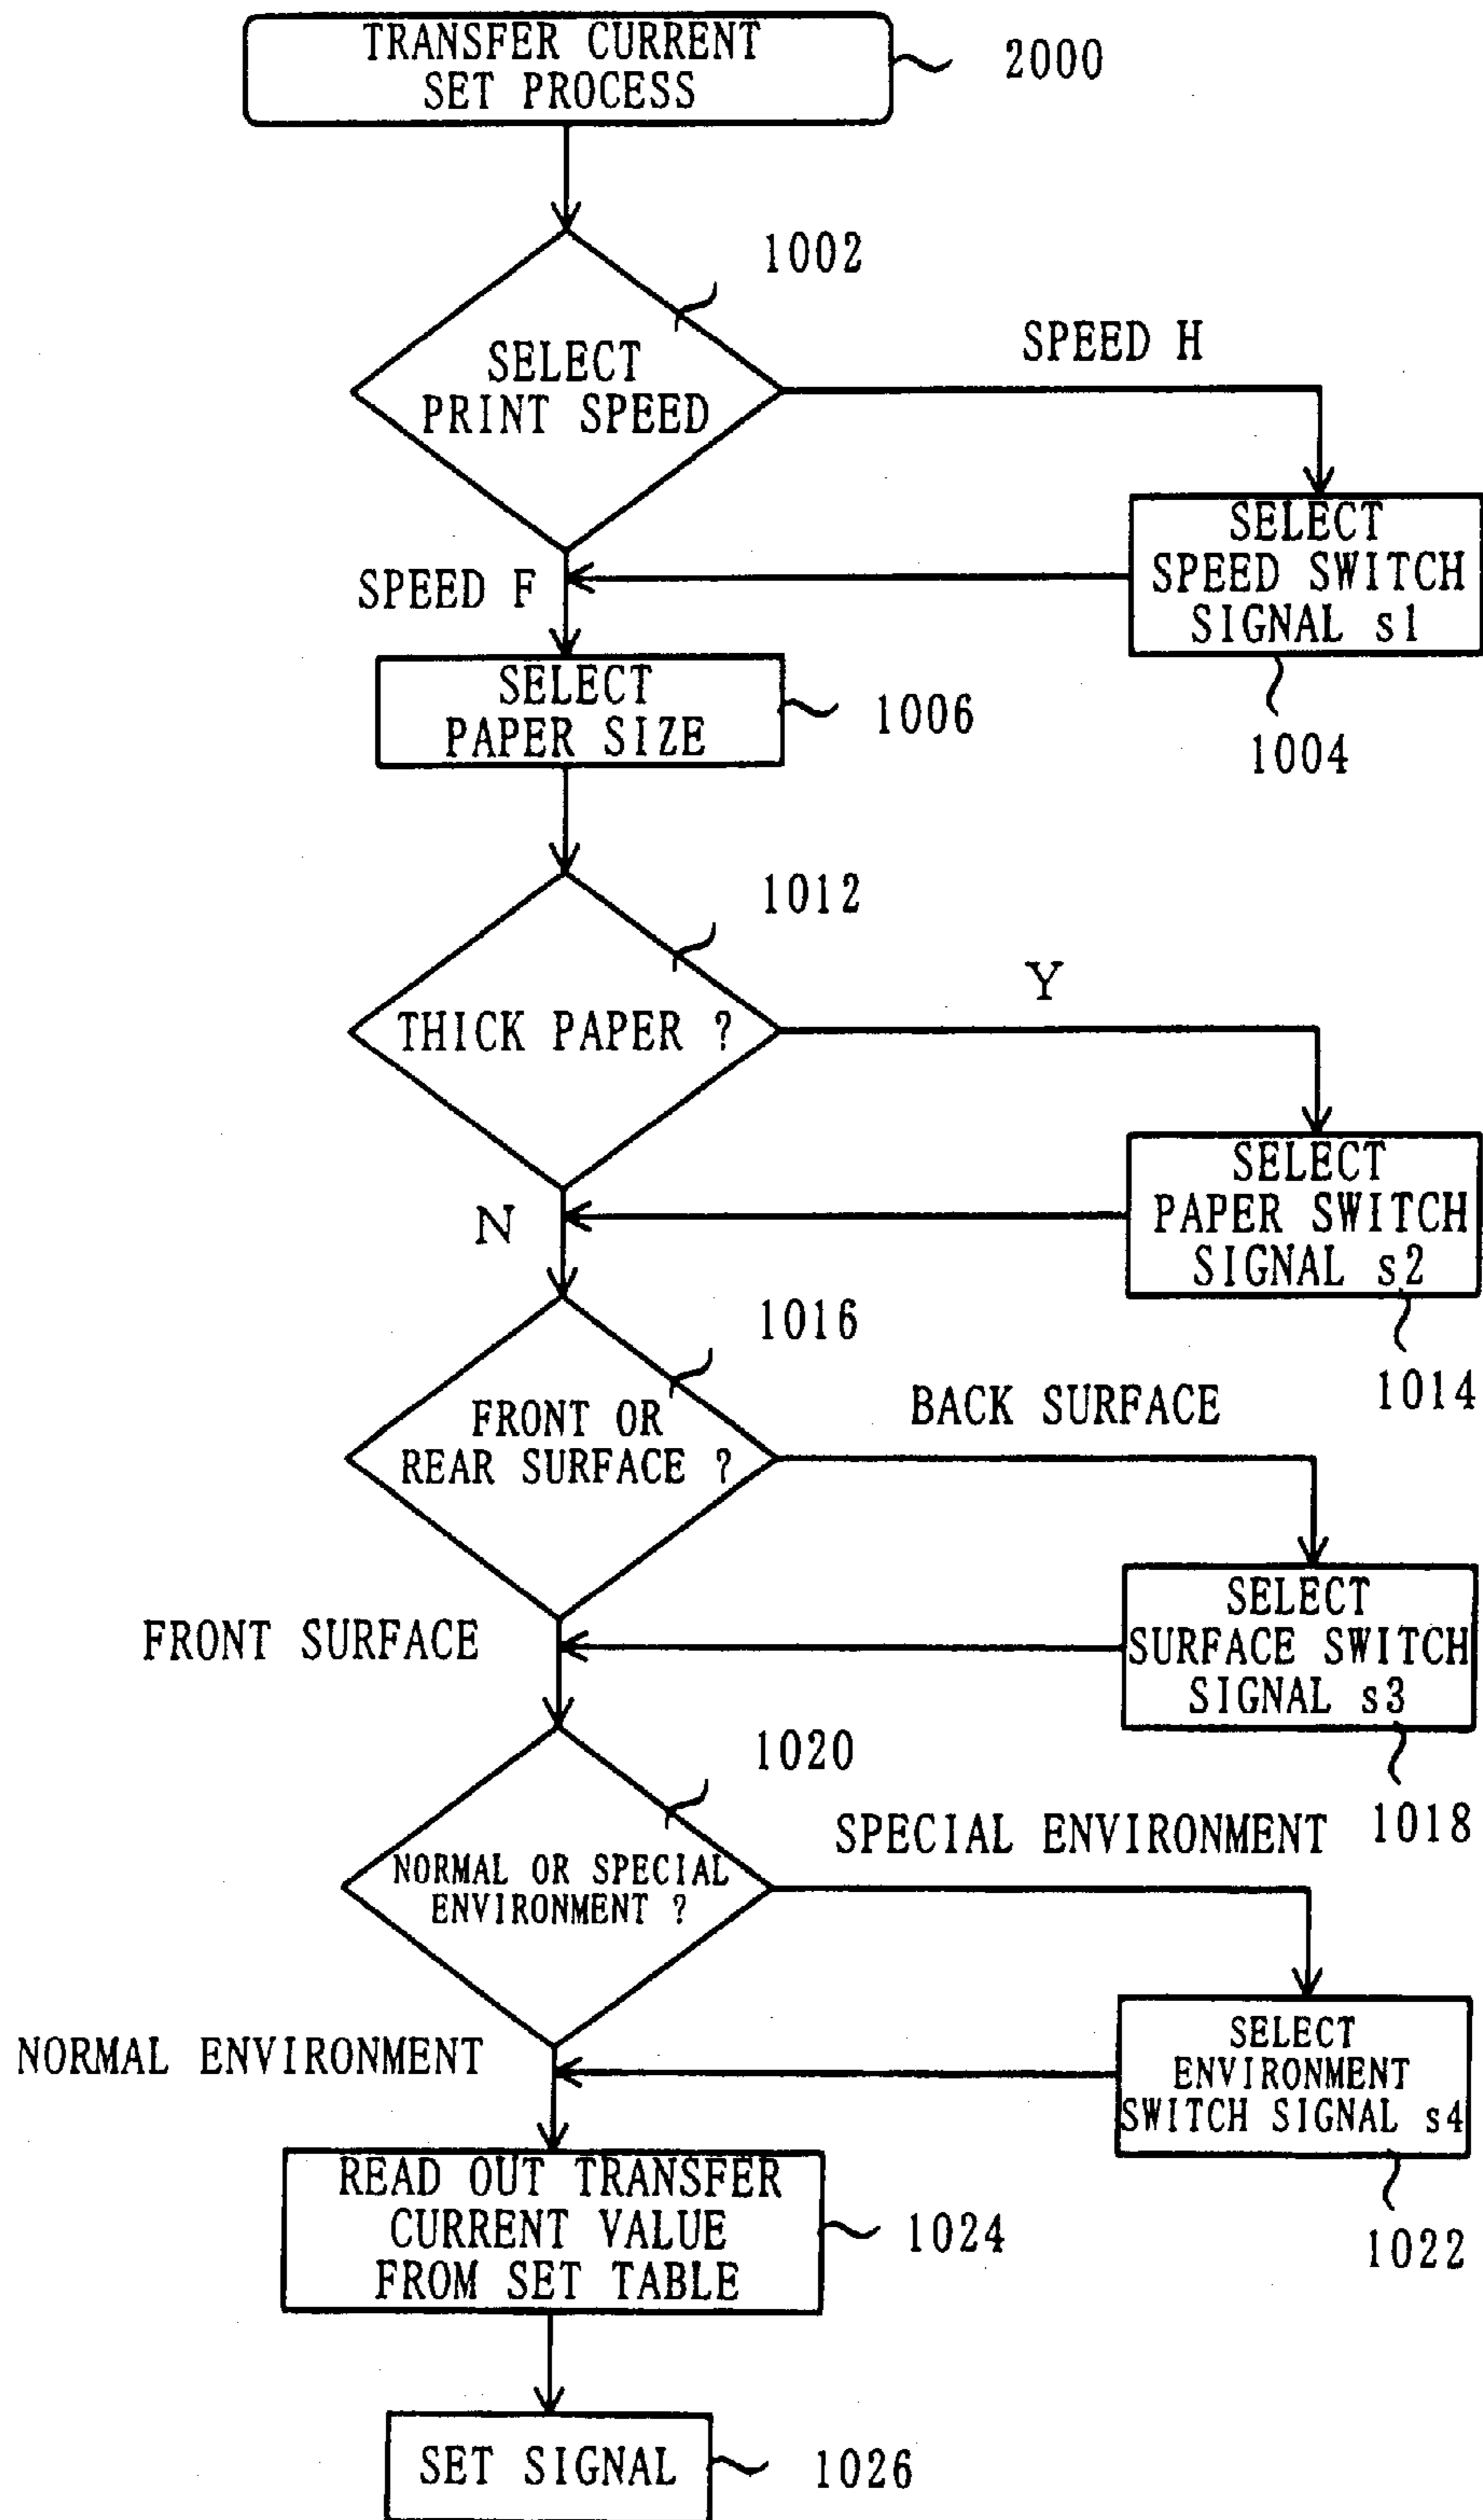 TRANSFER CURRENT
SET PROCESS
2000
1002
SELECT
PRINT SPEED
SPEED H
SELECT
SPEED SWITCH
SIGNAL s1
1004
SPEED F
SELECT
PAPER SIZE
1006
1012
THICK PAPER ?
Y
SELECT
PAPER SWITCH
SIGNAL s2
1014
N
1016
FRONT OR
REAR SURFACE ?
BACK SURFACE
SELECT
SURFACE SWITCH
SIGNAL s3
1018
FRONT SURFACE
1020
NORMAL OR SPECIAL
ENVIRONMENT ?
SPECIAL ENVIRONMENT
SELECT
ENVIRONMENT
SWITCH SIGNAL s4
1022
NORMAL ENVIRONMENT
READ OUT TRANSFER
CURRENT VALUE
FROM SET TABLE
1024
SET SIGNAL
1026